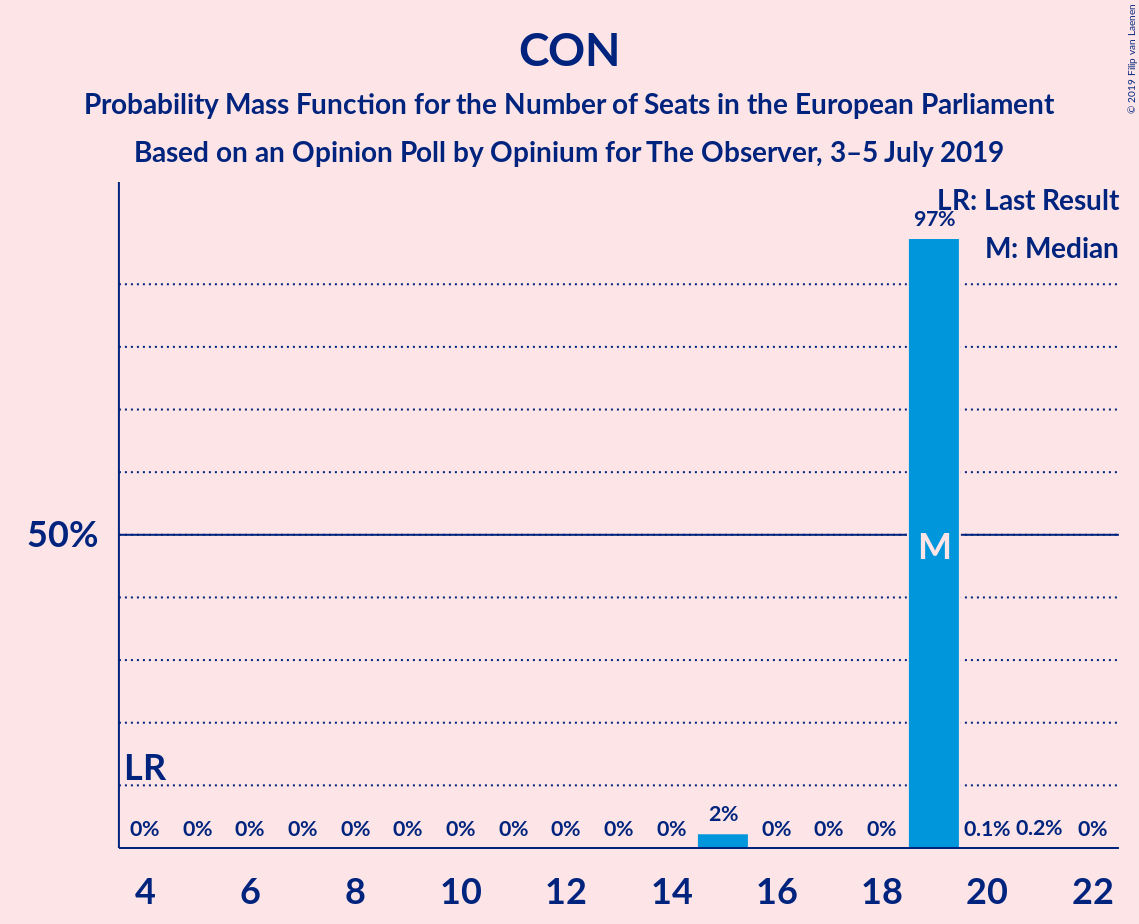 CON
Probability Mass Function for the Number of Seats in the European Parliament
Based on an Opinion Poll by Opinium for The Observer, 3–5 July 2019
© 2019 Filip van Laenen
LR: Last Result
97%
M: Median
50%
M
LR
0% 0% 0% 0% 0% 0% 0% 0% 0% 0% 0% 2% 0% 0% 0% 0.1% 0.2% 0%
4 6 8 10 12 14 16 18 20 22